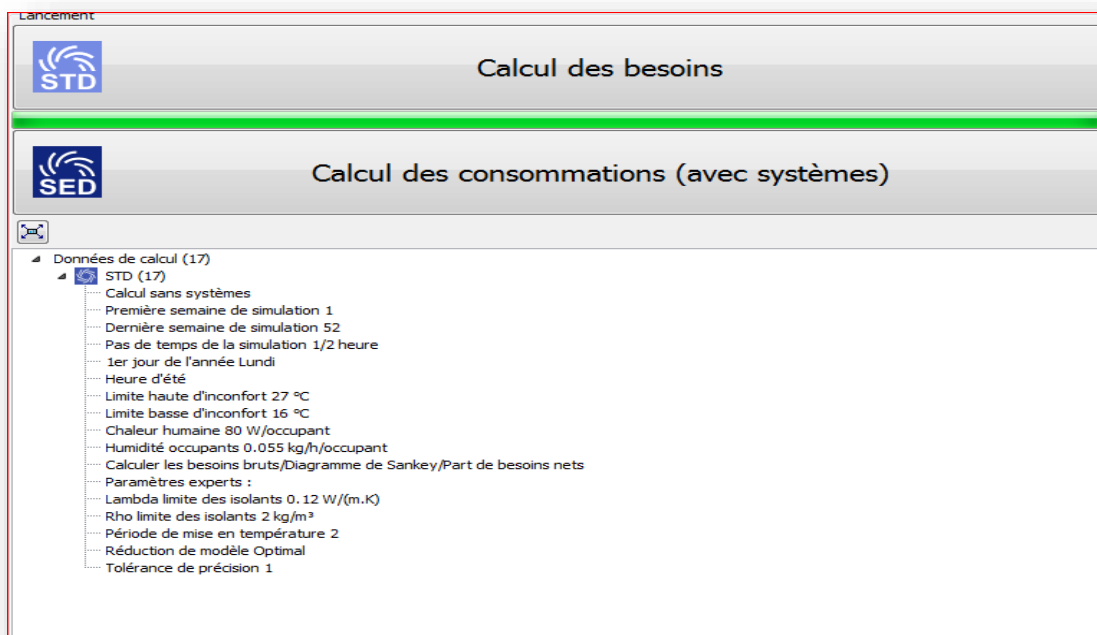 Lancement
STD
Calcul des besoins
SED
Calcul des consommations (avec systèmes)
Données de calcul (17)
STD (17)
Calcul sans systèmes
Première semaine de simulation 1
Dernière semaine de simulation 52
Pas de temps de la simulation 1/2 heure
1er jour de l'année Lundi
Heure d'été
Limite haute d'inconfort 27 °C
Limite basse d'inconfort 16 °C
Chaleur humaine 80 W/occupant
Humidité occupants 0.055 kg/h/occupant
Calculer les besoins bruts/Diagramme de Sankey/Part de besoins nets
Paramètres experts :
Lambda limite des isolants 0.12 W/(m.K)
Rho limite des isolants 2 kg/m³
Période de mise en température 2
Réduction de modèle Optimal
Tolérance de précision 1